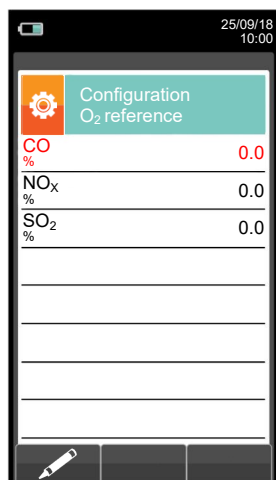 25/09/18
10:00
Configuration
O₂ reference
CO 0.0
%
NOX 0.0
%
SO₂ 0.0
%